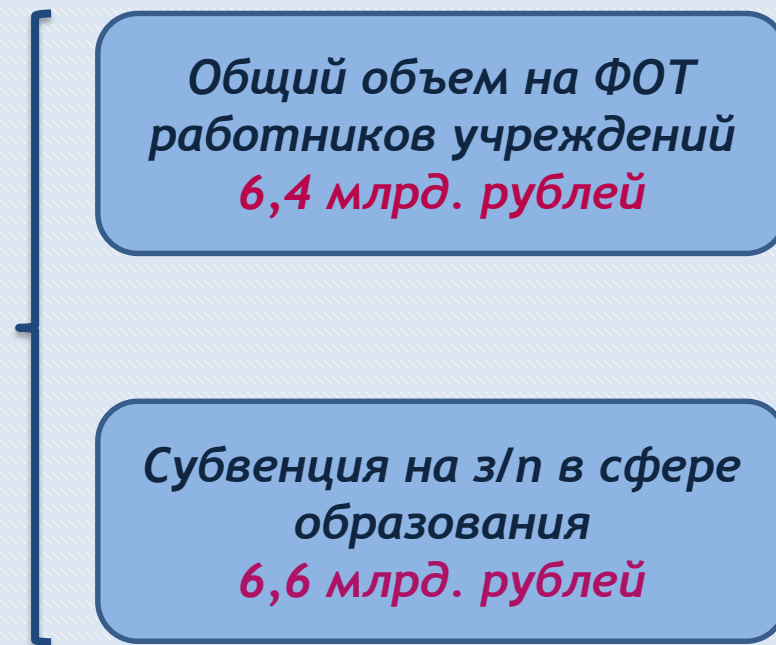 Общий объем на ФОТ
работников учреждений
6,4 млрд. рублей
Субвенция на з/п в сфере
образования
6,6 млрд. рублей